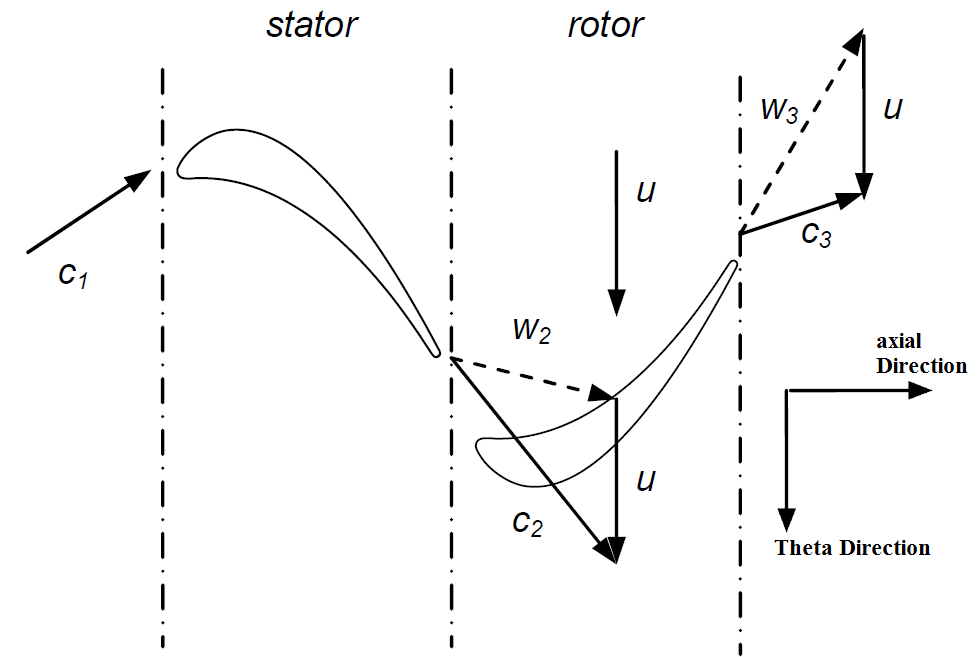 stator
rotor
w3
u
u
c1
c3
w2
axial
Direction
u
c2
Theta Direction